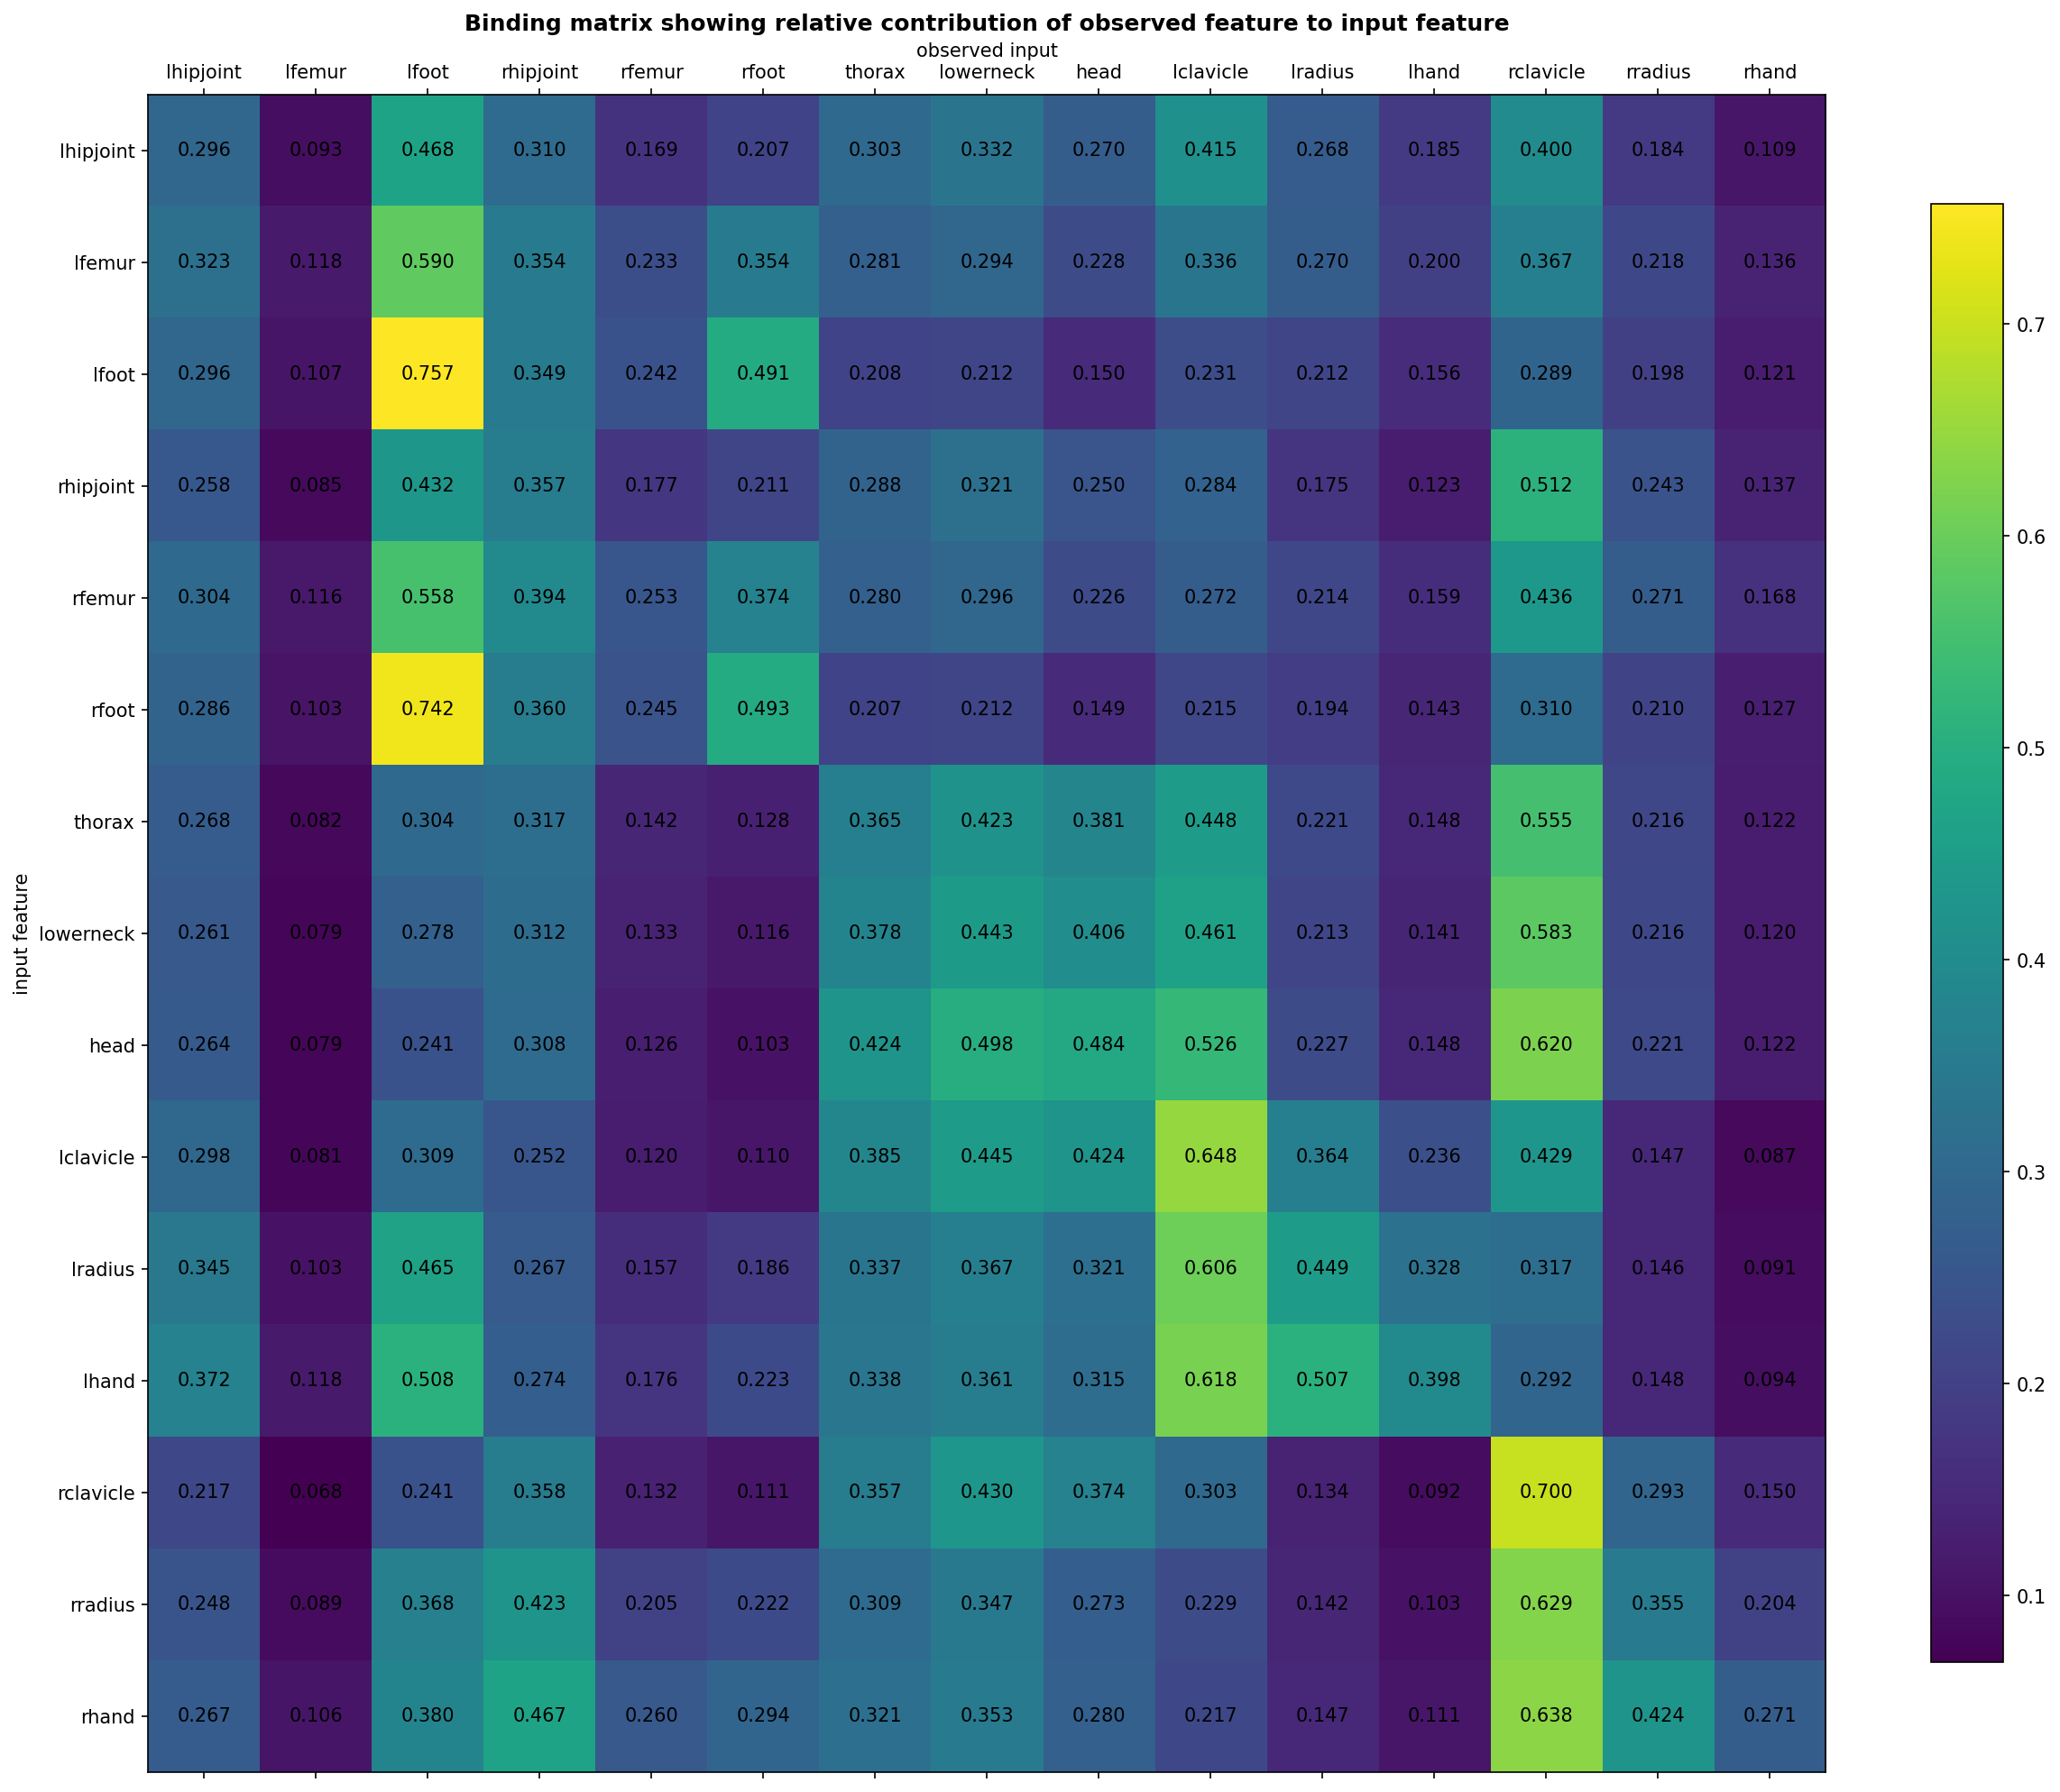 Binding matrix showing relative contribution of observed feature to input feature
observed input
lhipjoint lfemur lfoot rhipjoint rfemur rfoot thorax lowerneck head lclavicle lradius lhand rclavicle rradius rhand
lhipjoint 0.296 0.093 0.468 0.310 0.169 0.207 0.303 0.332 0.270 0.415 0.268 0.185 0.400 0.184 0.109
lfemur 0.323 0.118 0.590 0.354 0.233 0.354 0.281 0.294 0.228 0.336 0.270 0.200 0.367 0.218 0.136
lfoot 0.296 0.107 0.757 0.349 0.242 0.491 0.208 0.212 0.150 0.231 0.212 0.156 0.289 0.198 0.121
rhipjoint 0.258 0.085 0.432 0.357 0.177 0.211 0.288 0.321 0.250 0.284 0.175 0.123 0.512 0.243 0.137
rfemur 0.304 0.116 0.558 0.394 0.253 0.374 0.280 0.296 0.226 0.272 0.214 0.159 0.436 0.271 0.168
rfoot 0.286 0.103 0.742 0.360 0.245 0.493 0.207 0.212 0.149 0.215 0.194 0.143 0.310 0.210 0.127
thorax 0.268 0.082 0.304 0.317 0.142 0.128 0.365 0.423 0.381 0.448 0.221 0.148 0.555 0.216 0.122
lowerneck 0.261 0.079 0.278 0.312 0.133 0.116 0.378 0.443 0.406 0.461 0.213 0.141 0.583 0.216 0.120
head 0.264 0.079 0.241 0.308 0.126 0.103 0.424 0.498 0.484 0.526 0.227 0.148 0.620 0.221 0.122
lclavicle 0.298 0.081 0.309 0.252 0.120 0.110 0.385 0.445 0.424 0.648 0.364 0.236 0.429 0.147 0.087
lradius 0.345 0.103 0.465 0.267 0.157 0.186 0.337 0.367 0.321 0.606 0.449 0.328 0.317 0.146 0.091
lhand 0.372 0.118 0.508 0.274 0.176 0.223 0.338 0.361 0.315 0.618 0.507 0.398 0.292 0.148 0.094
rclavicle 0.217 0.068 0.241 0.358 0.132 0.111 0.357 0.430 0.374 0.303 0.134 0.092 0.700 0.293 0.150
rradius 0.248 0.089 0.368 0.423 0.205 0.222 0.309 0.347 0.273 0.229 0.142 0.103 0.629 0.355 0.204
rhand 0.267 0.106 0.380 0.467 0.260 0.294 0.321 0.353 0.280 0.217 0.147 0.111 0.638 0.424 0.271
input feature
0.7
0.6
0.5
0.4
0.3
0.2
0.1